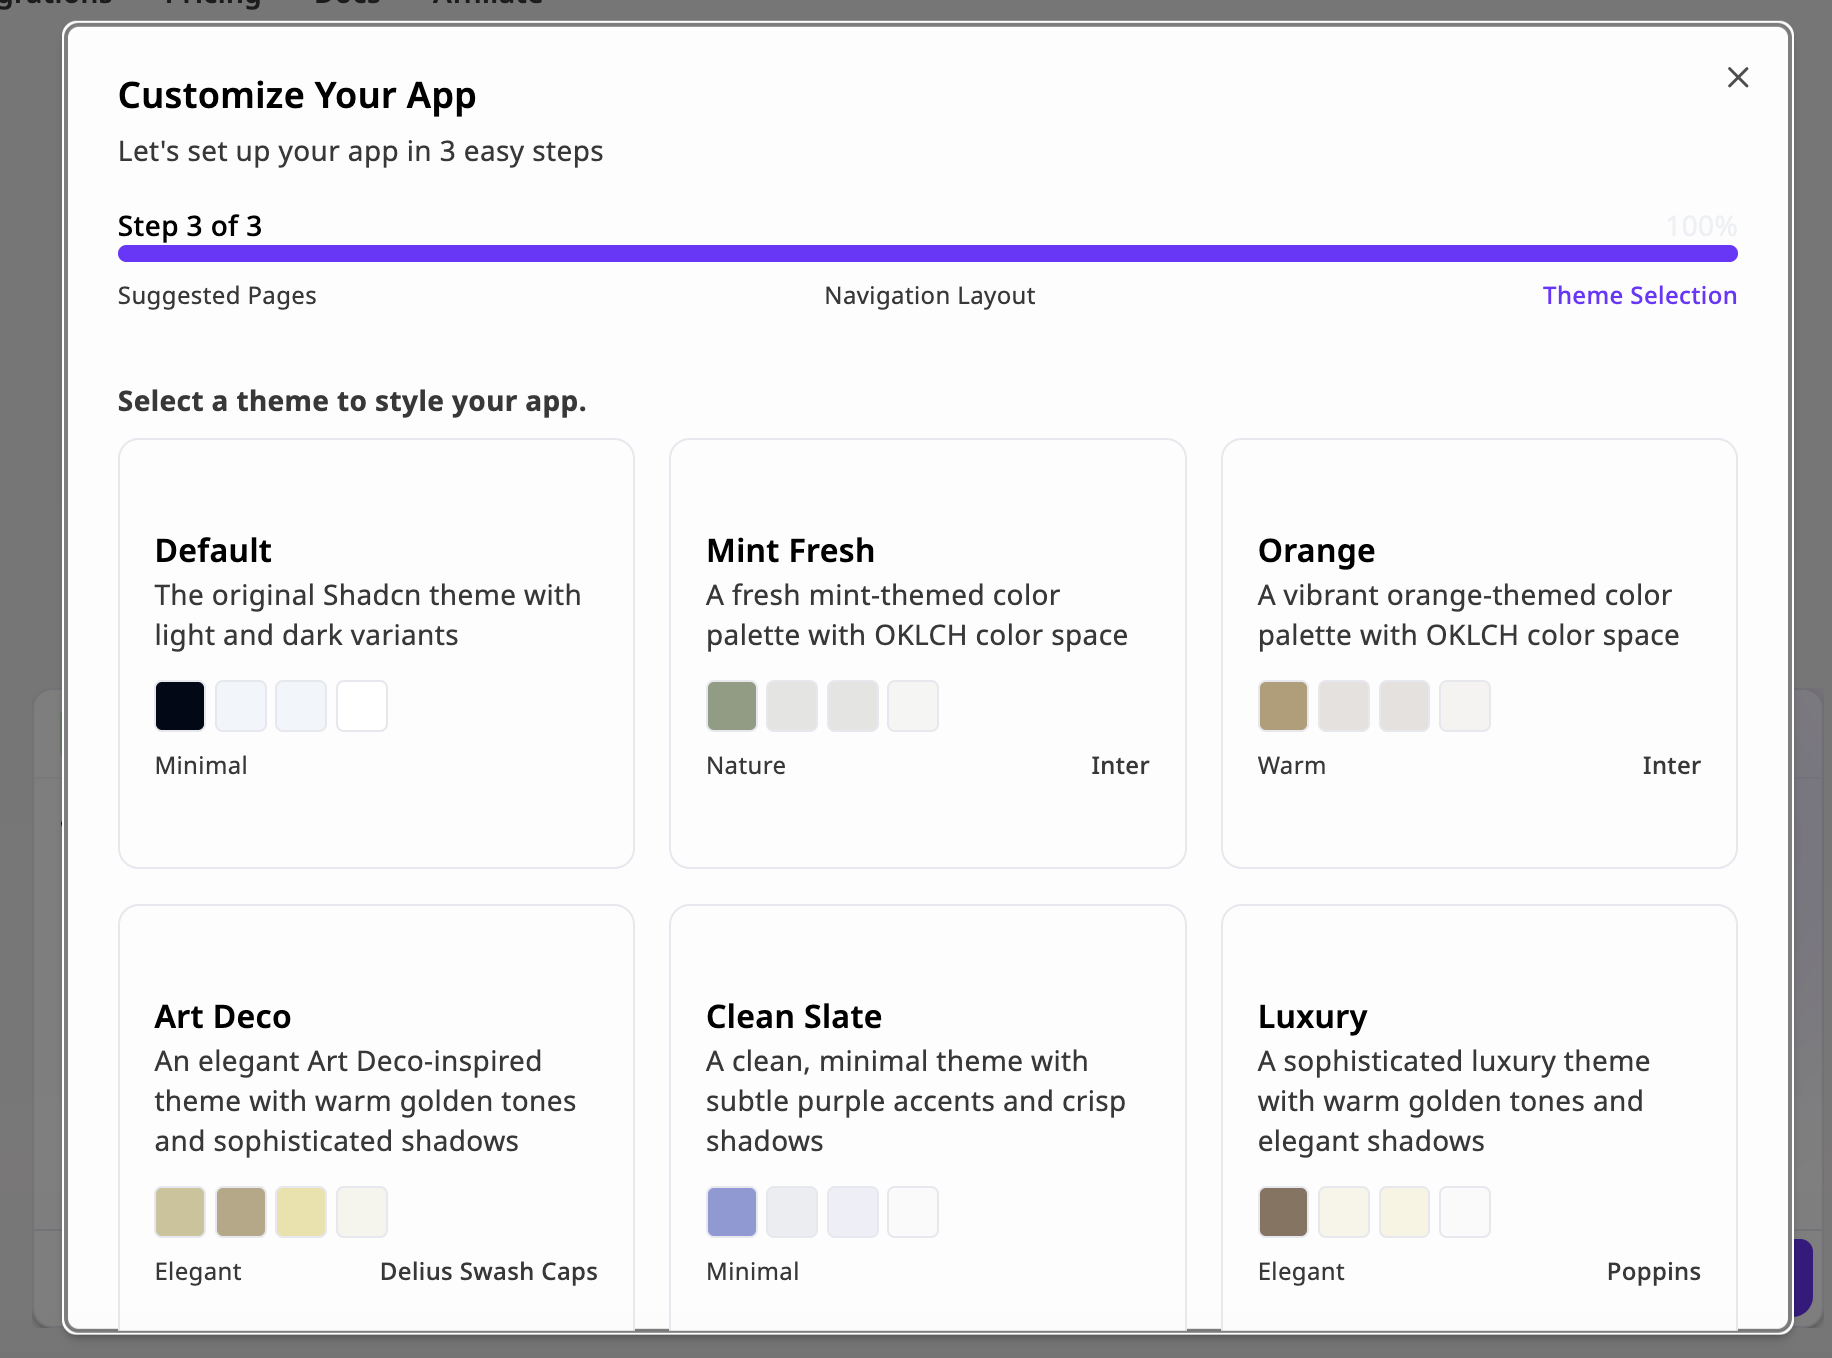 Pricing
Docs
Affiliate
Customize Your App
Let's set up your app in 3 easy steps
Step 3 of 3
100%
Suggested Pages
Navigation Layout
Theme Selection
Select a theme to style your app.
Default
The original Shadcn theme with
light and dark variants
Minimal
Mint Fresh
A fresh mint-themed color
palette with OKLCH color space
Nature
Inter
Orange
A vibrant orange-themed color
palette with OKLCH color space
Warm
Inter
Art Deco
An elegant Art Deco-inspired
theme with warm golden tones
and sophisticated shadows
Elegant
Delius Swash Caps
Clean Slate
A clean, minimal theme with
subtle purple accents and crisp
shadows
Minimal
Luxury
A sophisticated luxury theme
with warm golden tones and
elegant shadows
Elegant
Poppins